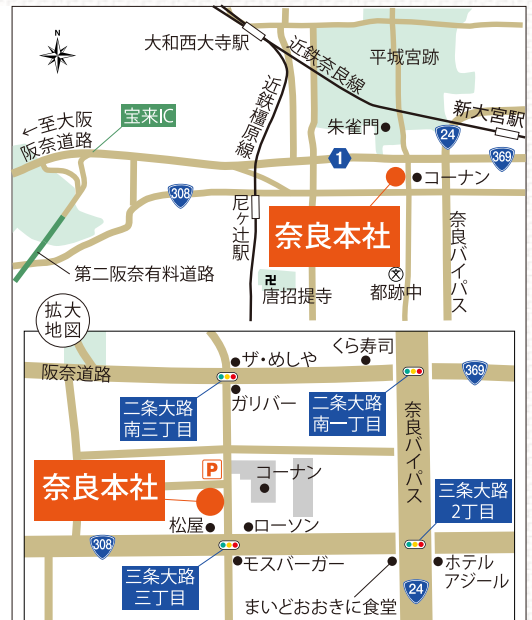 N
大和西大寺駅
近鉄奈良線
平城宮跡
宝来IC
←至大阪
阪奈道路
近鉄橿原線
朱雀門
新大宮駅
24
1
369
コーナン
308
尼ヶ辻駅
奈良本社
奈良バイパス
第二阪奈有料道路
卍
唐招提寺
文
都跡中
拡大
地図
くら寿司
ザ・めしや
阪奈道路
369
二条大路
南三丁目
ガリバー
二条大路
南一丁目
奈良バイパス
P
コーナン
奈良本社
三条大路
2丁目
松屋
ローソン
308
モスバーガー
ホテル
アジール
三条大路
三丁目
24
まいどおおきに食堂